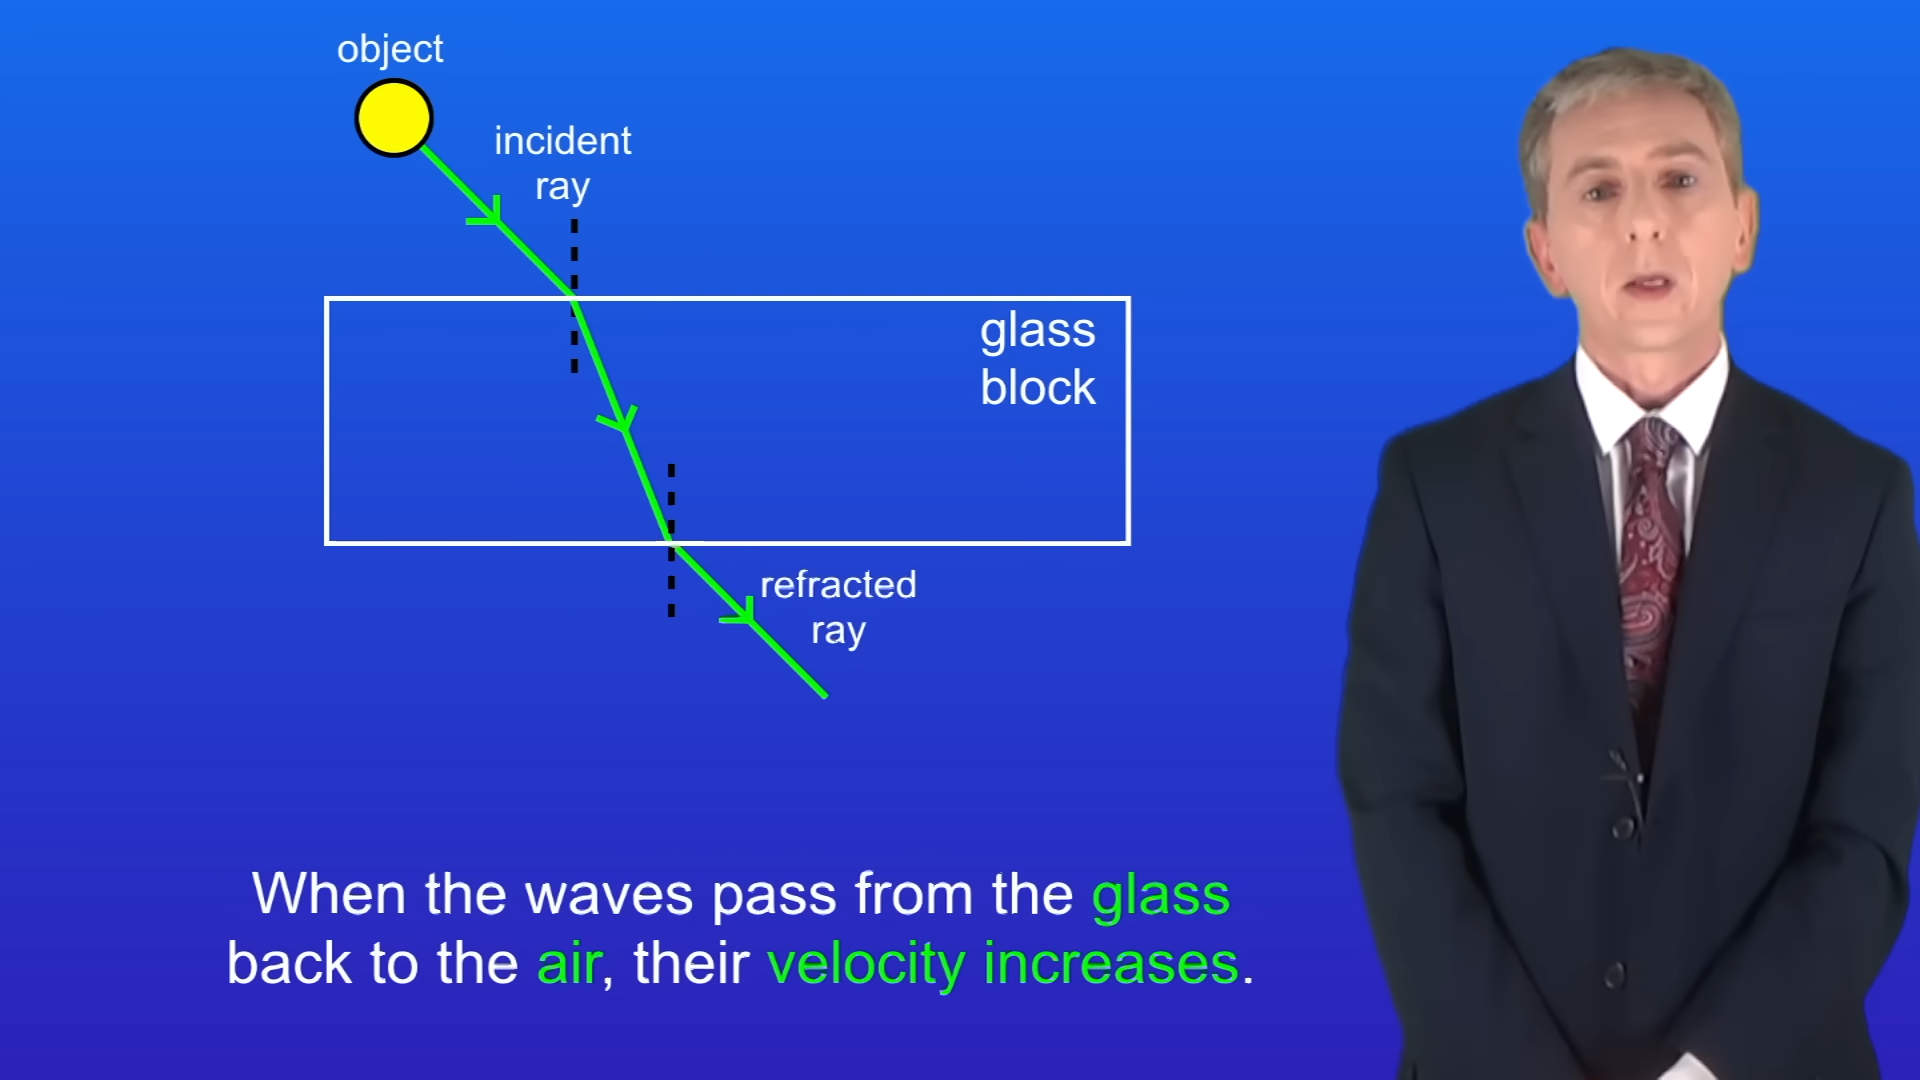 object
incident
ray
glass
block
refracted
ray
When the waves pass from the glass
back to the air, their velocity increases.